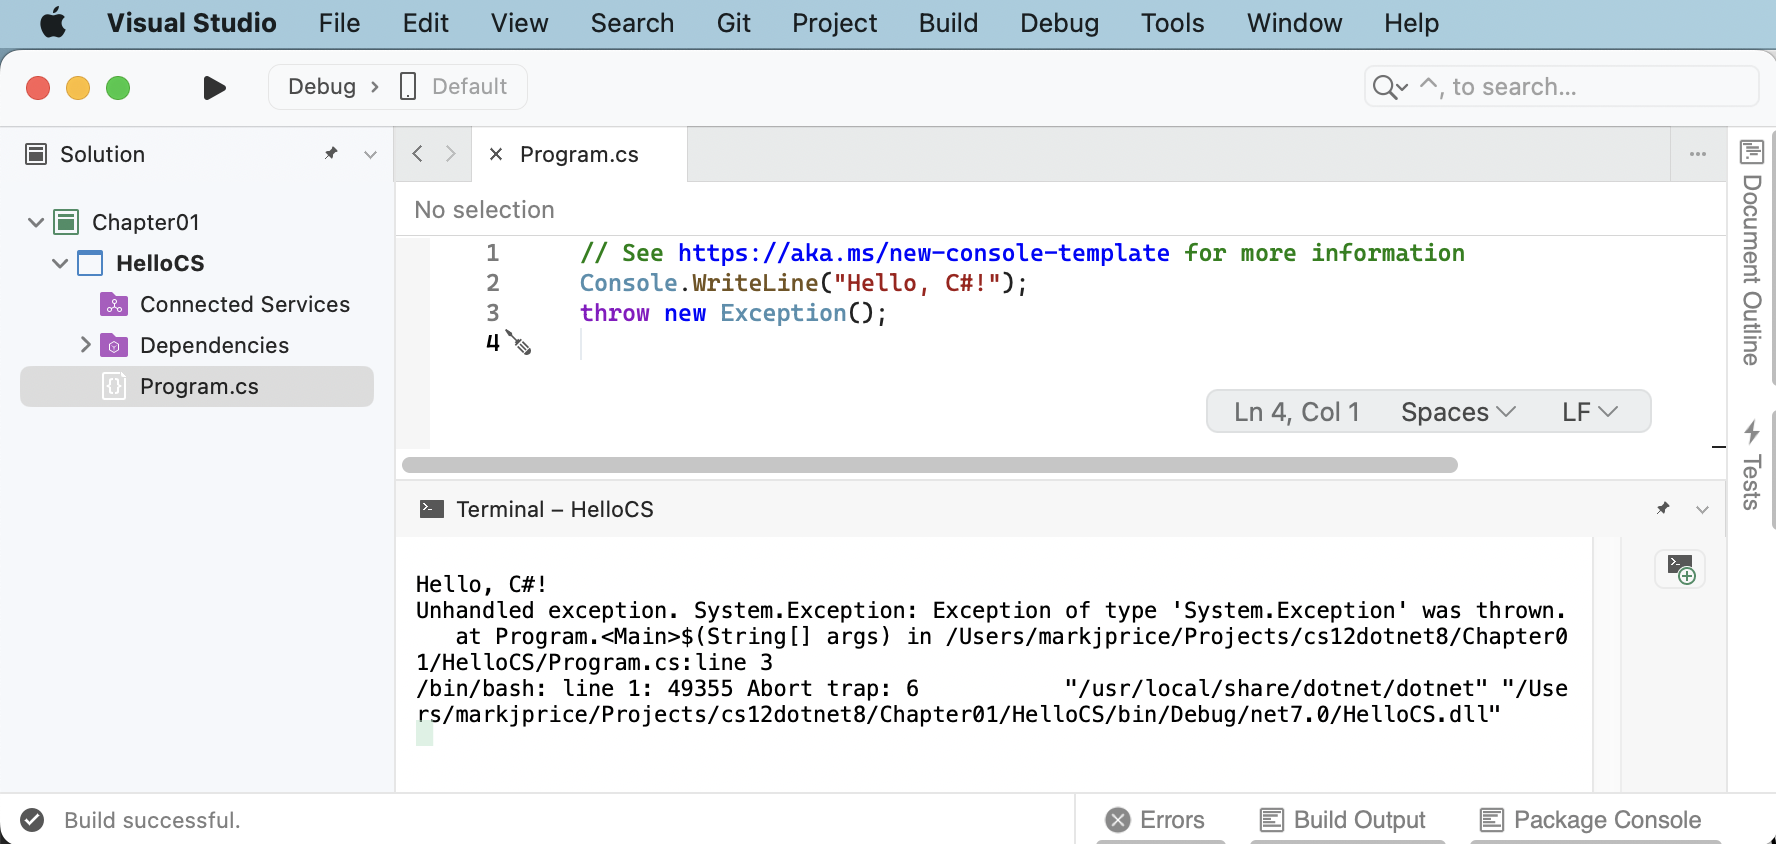 Visual Studio File Edit View Search Git Project Build Debug Tools Window Help
Debug › Default
^, to search...
Solution
Program.cs
Chapter01
HelloCS
Connected Services
Dependencies
Program.cs
No selection
1 // See https://aka.ms/new-console-template for more information
2 Console.WriteLine("Hello, C#!");
3 throw new Exception();
4
Ln 4, Col 1 Spaces LF
Document Outline
Tests
Terminal – HelloCS
Hello, C#!
Unhandled exception. System.Exception: Exception of type 'System.Exception' was thrown.
   at Program.<Main>$(String[] args) in /Users/markjprice/Projects/cs12dotnet8/Chapter0
1/HelloCS/Program.cs:line 3
/bin/bash: line 1: 49355 Abort trap: 6           "/usr/local/share/dotnet/dotnet" "/Use
rs/markjprice/Projects/cs12dotnet8/Chapter01/HelloCS/bin/Debug/net7.0/HelloCS.dll"
Build successful.
Errors Build Output Package Console